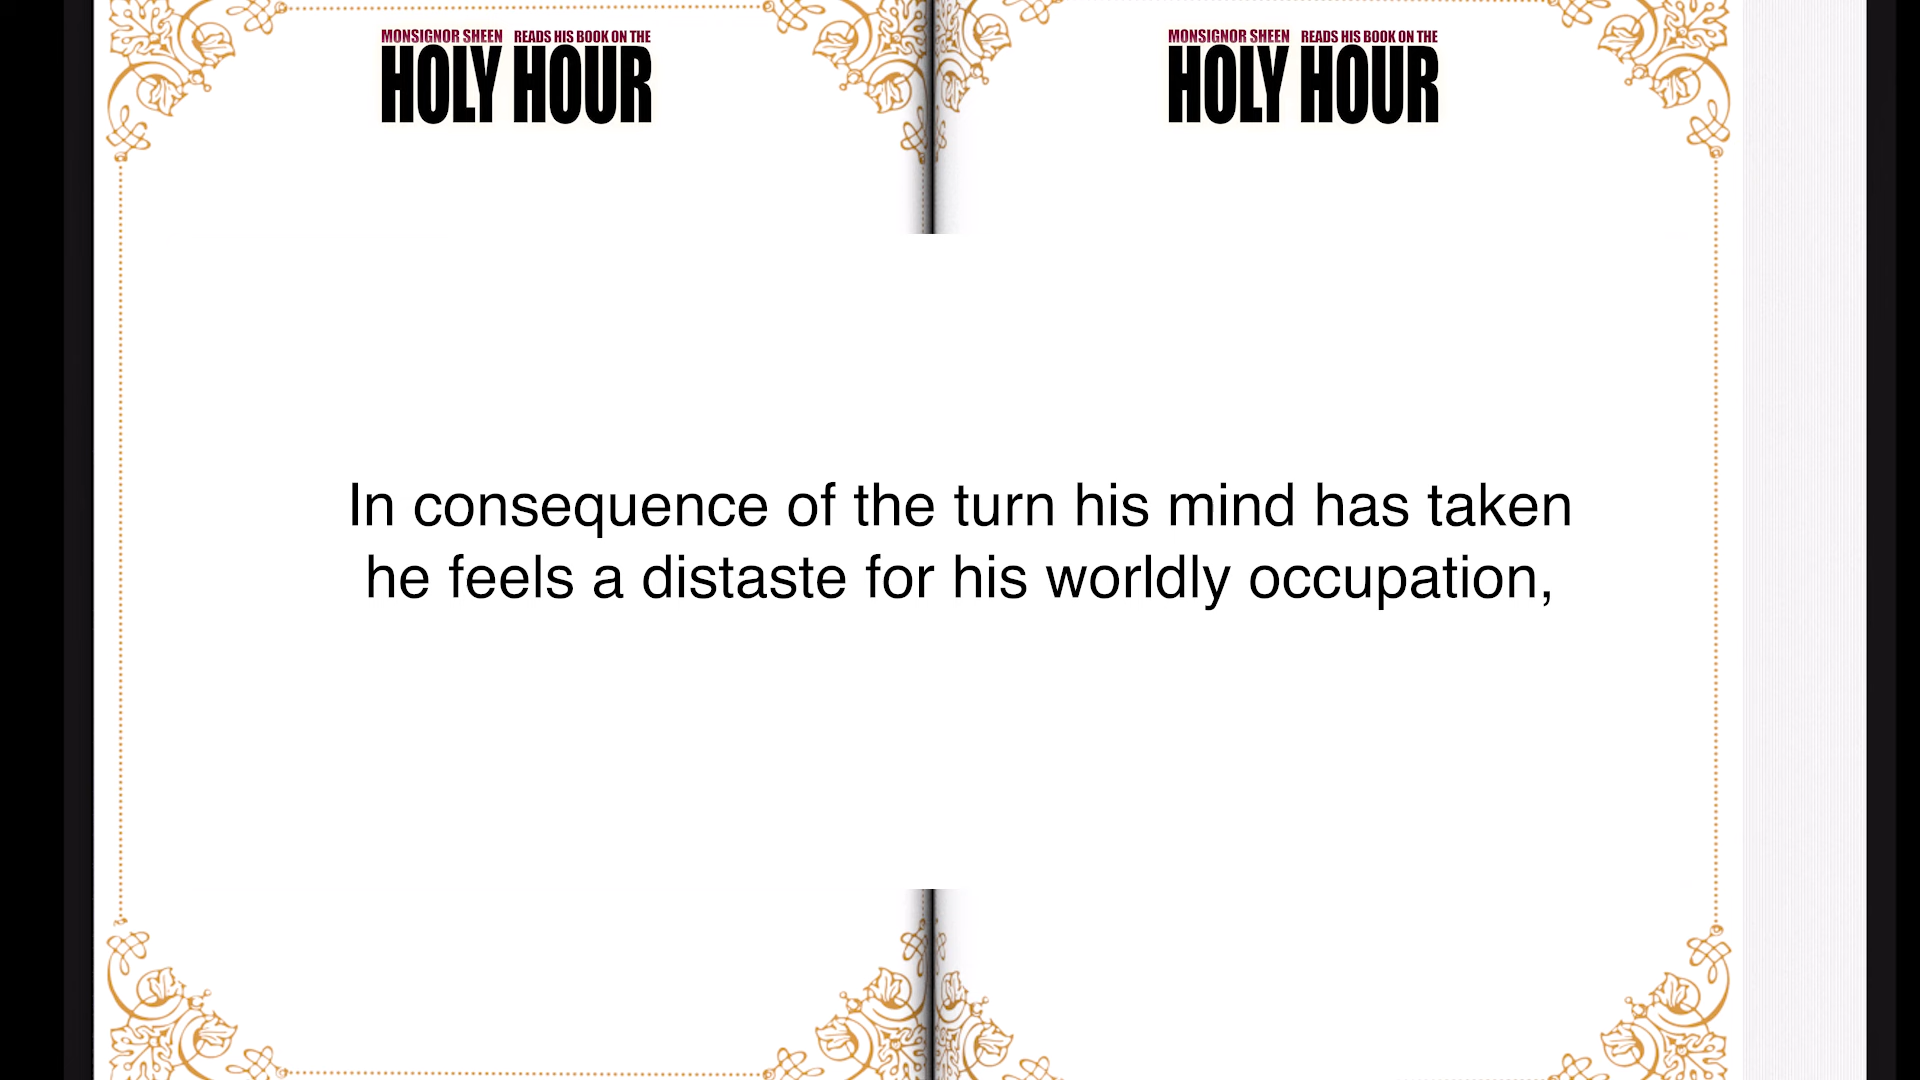 MONSIGNOR SHEEN READS HIS BOOK ON THE
HOLY HOUR
MONSIGNOR SHEEN READS HIS BOOK ON THE
HOLY HOUR
In consequence of the turn his mind has taken
he feels a distaste for his worldly occupation,